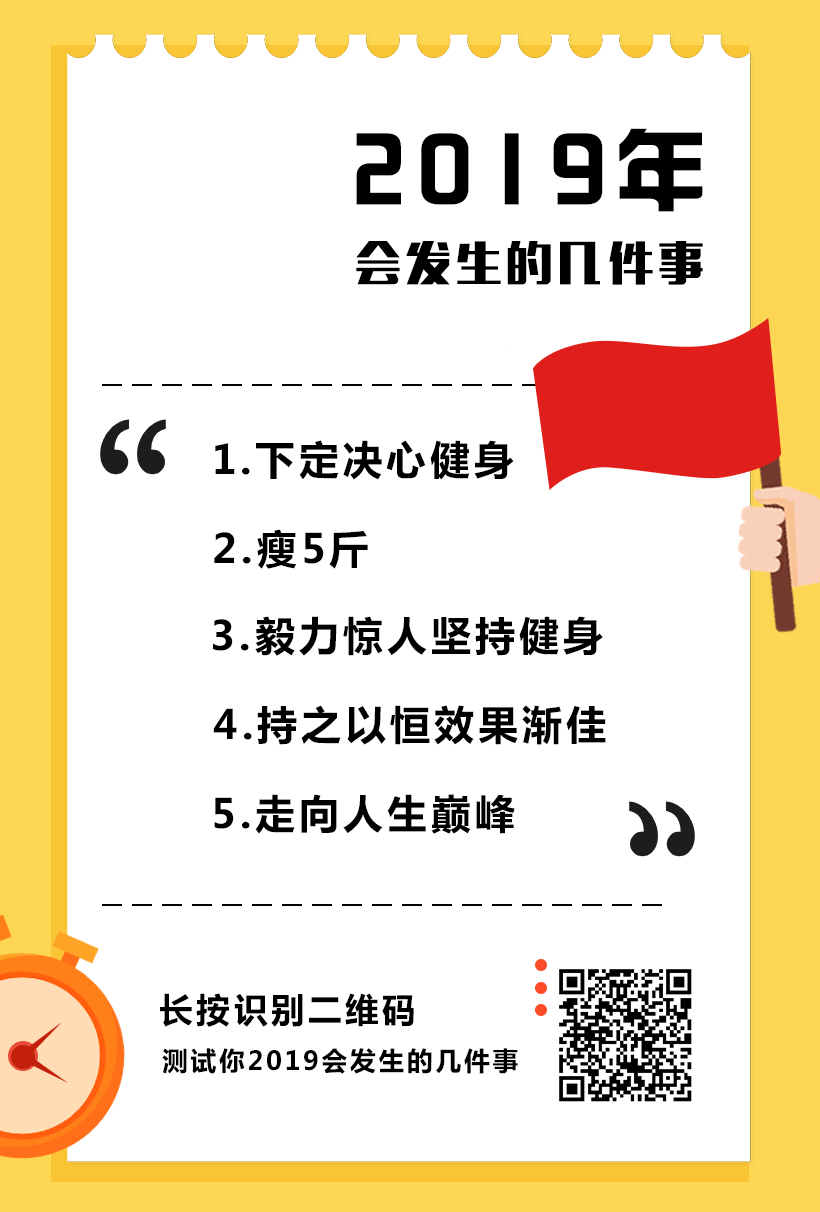 2019年
会发生的几件事
“
1.下定决心健身
2.瘦5斤
3.毅力惊人坚持健身
4.持之以恒效果渐佳
5.走向人生巅峰
”
长按识别二维码
测试你2019会发生的几件事